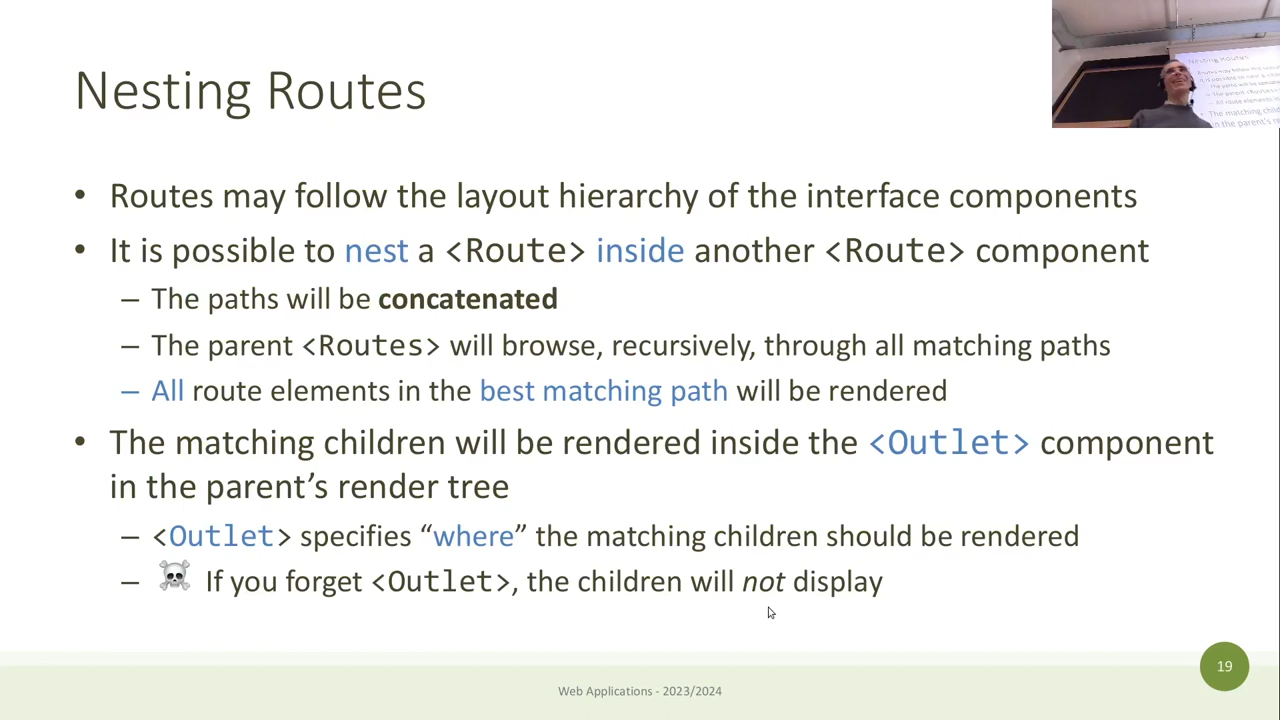 Nesting Routes
• Routes may follow the layout hierarchy of the interface components
• It is possible to nest a <Route> inside another <Route> component
– The paths will be concatenated
– The parent <Routes> will browse, recursively, through all matching paths
– All route elements in the best matching path will be rendered
• The matching children will be rendered inside the <Outlet> component
in the parent’s render tree
– <Outlet> specifies “where” the matching children should be rendered
– ☠ If you forget <Outlet>, the children will not display
19
Web Applications - 2023/2024